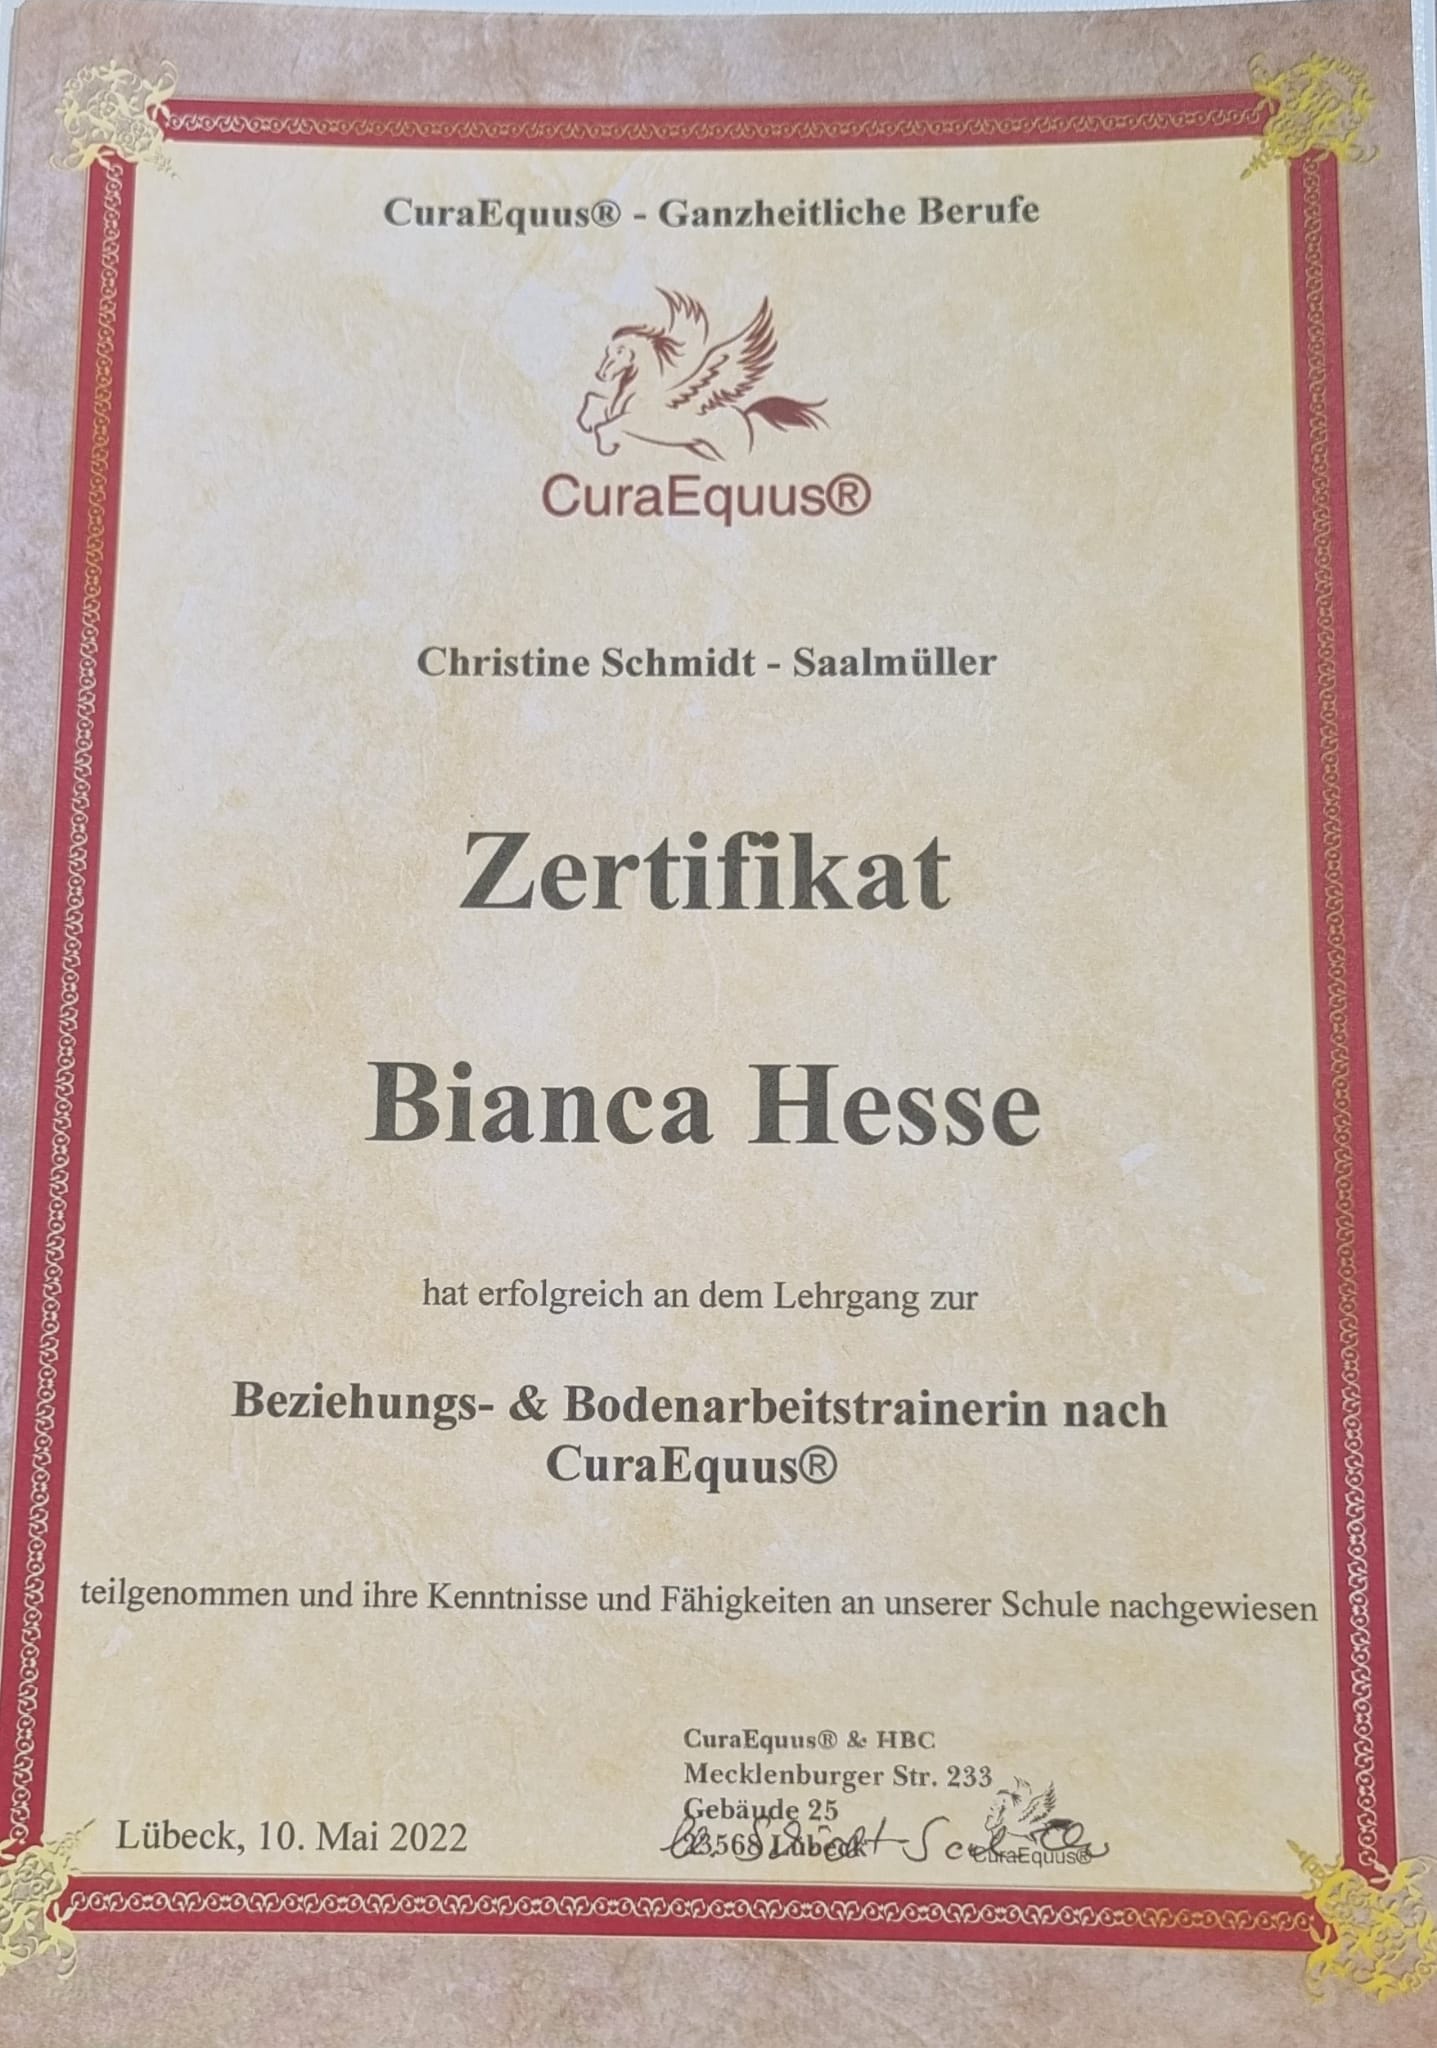 CuraEquus® - Ganzheitliche Berufe
CuraEquus®
Christine Schmidt - Saalmüller
Zertifikat
Bianca Hesse
hat erfolgreich an dem Lehrgang zur
Beziehungs- & Bodenarbeitstrainerin nach
CuraEquus®
teilgenommen und ihre Kenntnisse und Fähigkeiten an unserer Schule nachgewiesen
CuraEquus® & HBC
Mecklenburger Str. 233
Gebäude 25
23568 Lübeck
CuraEquus®
Lübeck, 10. Mai 2022